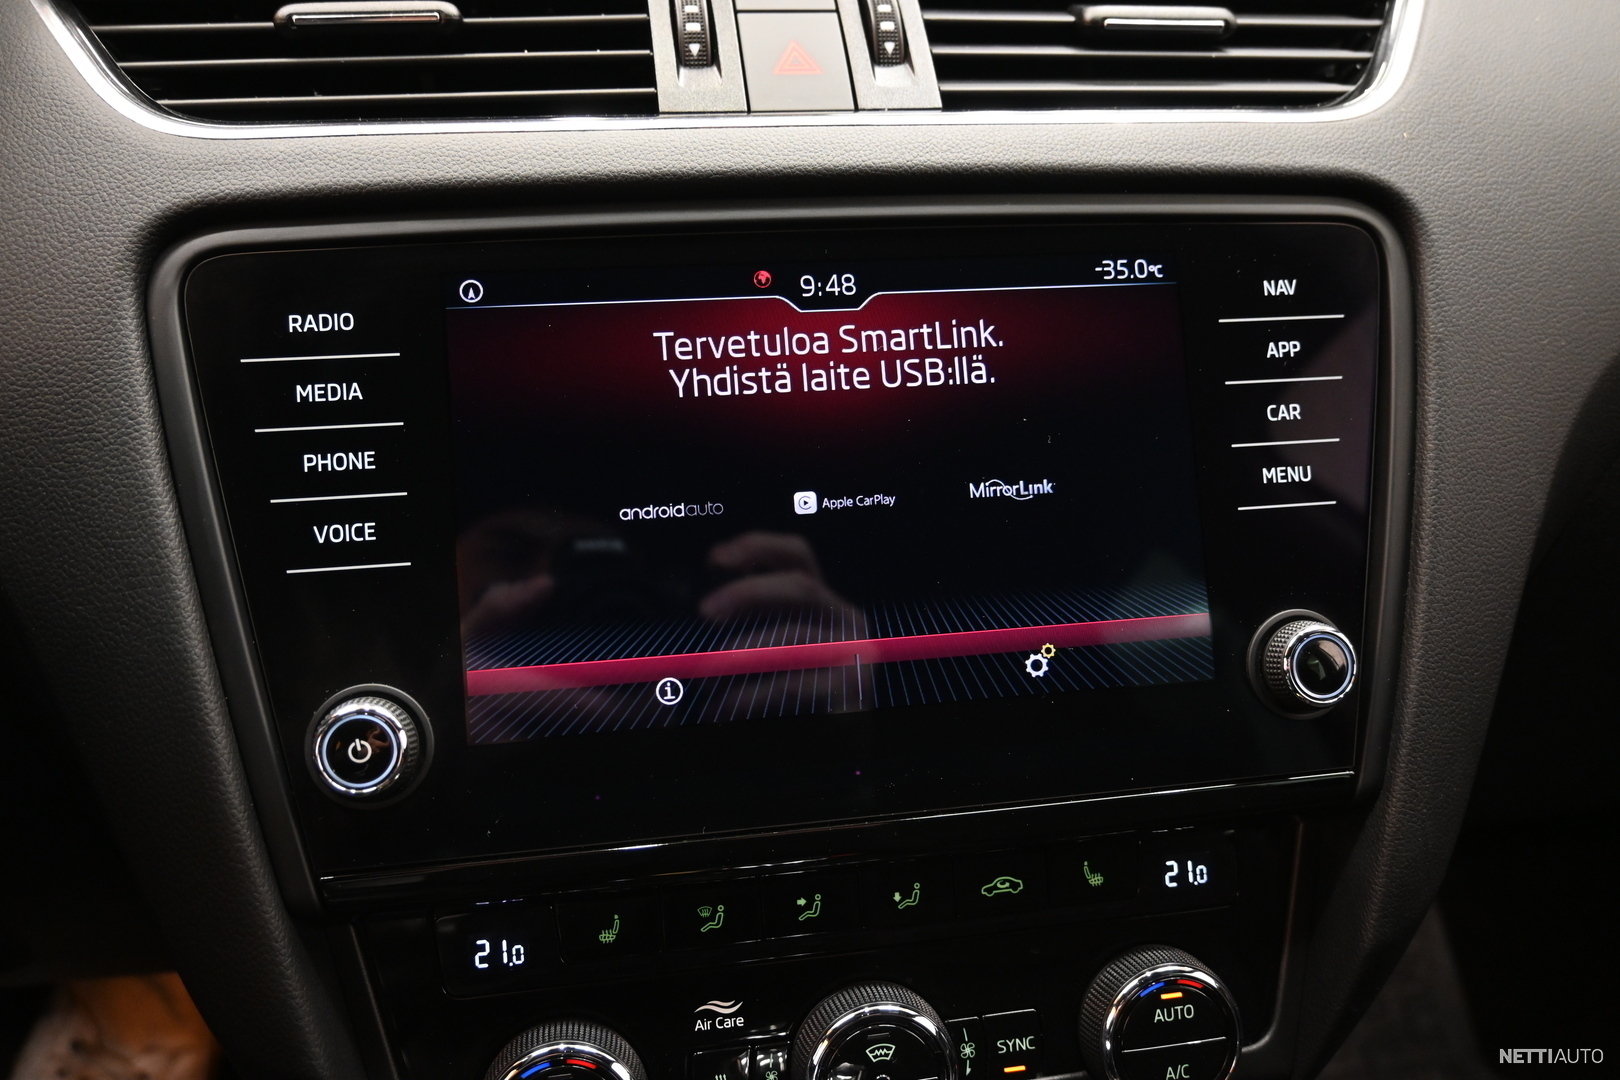 9:48
-35.0°C
RADIO
MEDIA
PHONE
VOICE
Tervetuloa SmartLink.
Yhdistä laite USB:llä.
androidauto
Apple CarPlay
MirrorLink
NAV
APP
CAR
MENU
21.0
21.0
Air Care
SYNC
AUTO
A/C
NETTIAUTO